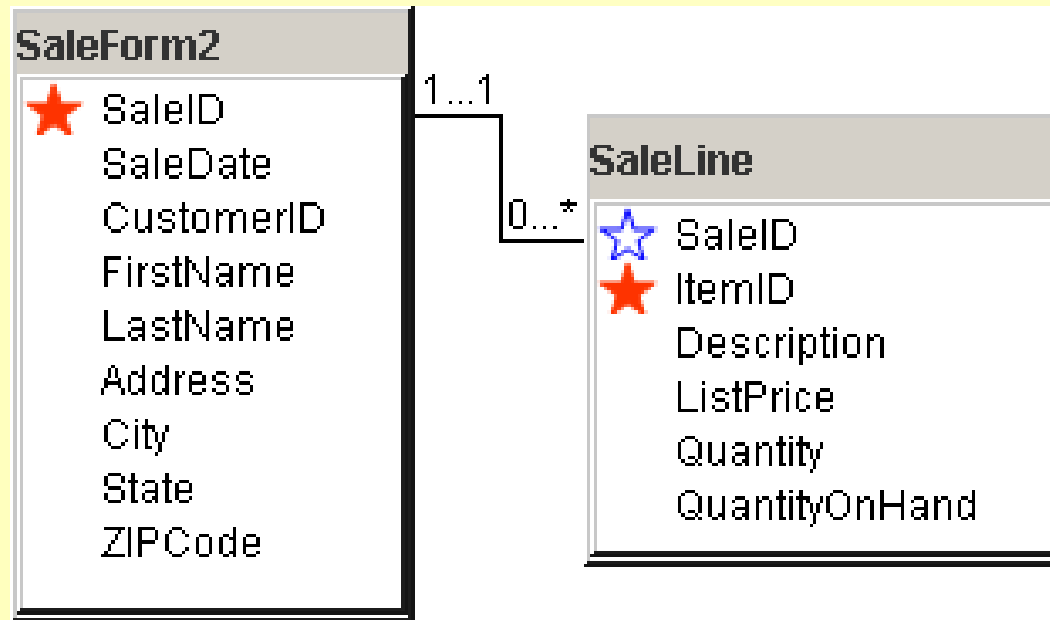 SaleForm2
SaleID
SaleDate
CustomerID
FirstName
LastName
Address
City
State
ZIPCode
1...1
0...*
SaleLine
SaleID
ItemID
Description
ListPrice
Quantity
QuantityOnHand